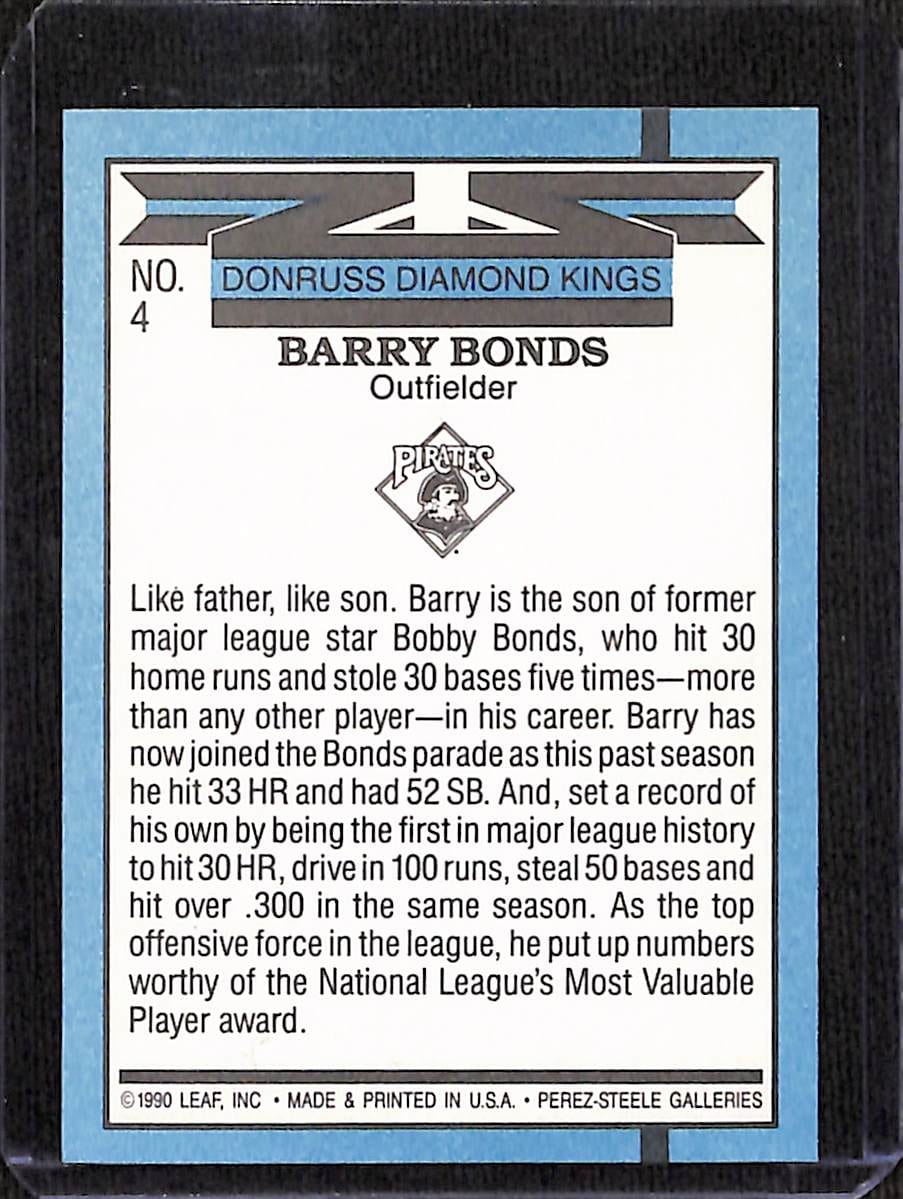 NO.
4
DONRUSS DIAMOND KINGS
BARRY BONDS
Outfielder
PIRATES
Like father, like son. Barry is the son of former
major league star Bobby Bonds, who hit 30
home runs and stole 30 bases five times—more
than any other player—in his career. Barry has
now joined the Bonds parade as this past season
he hit 33 HR and had 52 SB. And, set a record of
his own by being the first in major league history
to hit 30 HR, drive in 100 runs, steal 50 bases and
hit over .300 in the same season. As the top
offensive force in the league, he put up numbers
worthy of the National League's Most Valuable
Player award.
©1990 LEAF, INC • MADE & PRINTED IN U.S.A. • PEREZ-STEELE GALLERIES